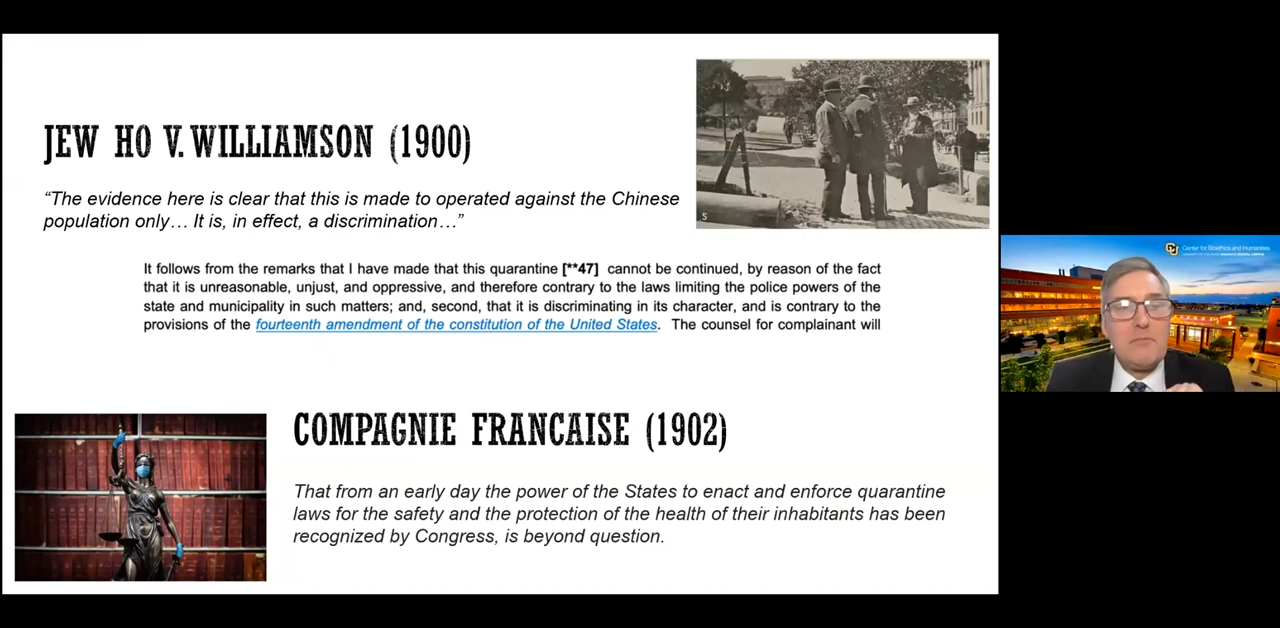 JEW HO V. WILLIAMSON (1900)
“The evidence here is clear that this is made to operated against the Chinese
population only… It is, in effect, a discrimination…”
5
It follows from the remarks that I have made that this quarantine [**47] cannot be continued, by reason of the fact
that it is unreasonable, unjust, and oppressive, and therefore contrary to the laws limiting the police powers of the
state and municipality in such matters; and, second, that it is discriminating in its character, and is contrary to the
provisions of the fourteenth amendment of the constitution of the United States. The counsel for complainant will
COMPAGNIE FRANCAISE (1902)
That from an early day the power of the States to enact and enforce quarantine
laws for the safety and the protection of the health of their inhabitants has been
recognized by Congress, is beyond question.
Center for Bioethics and Humanities